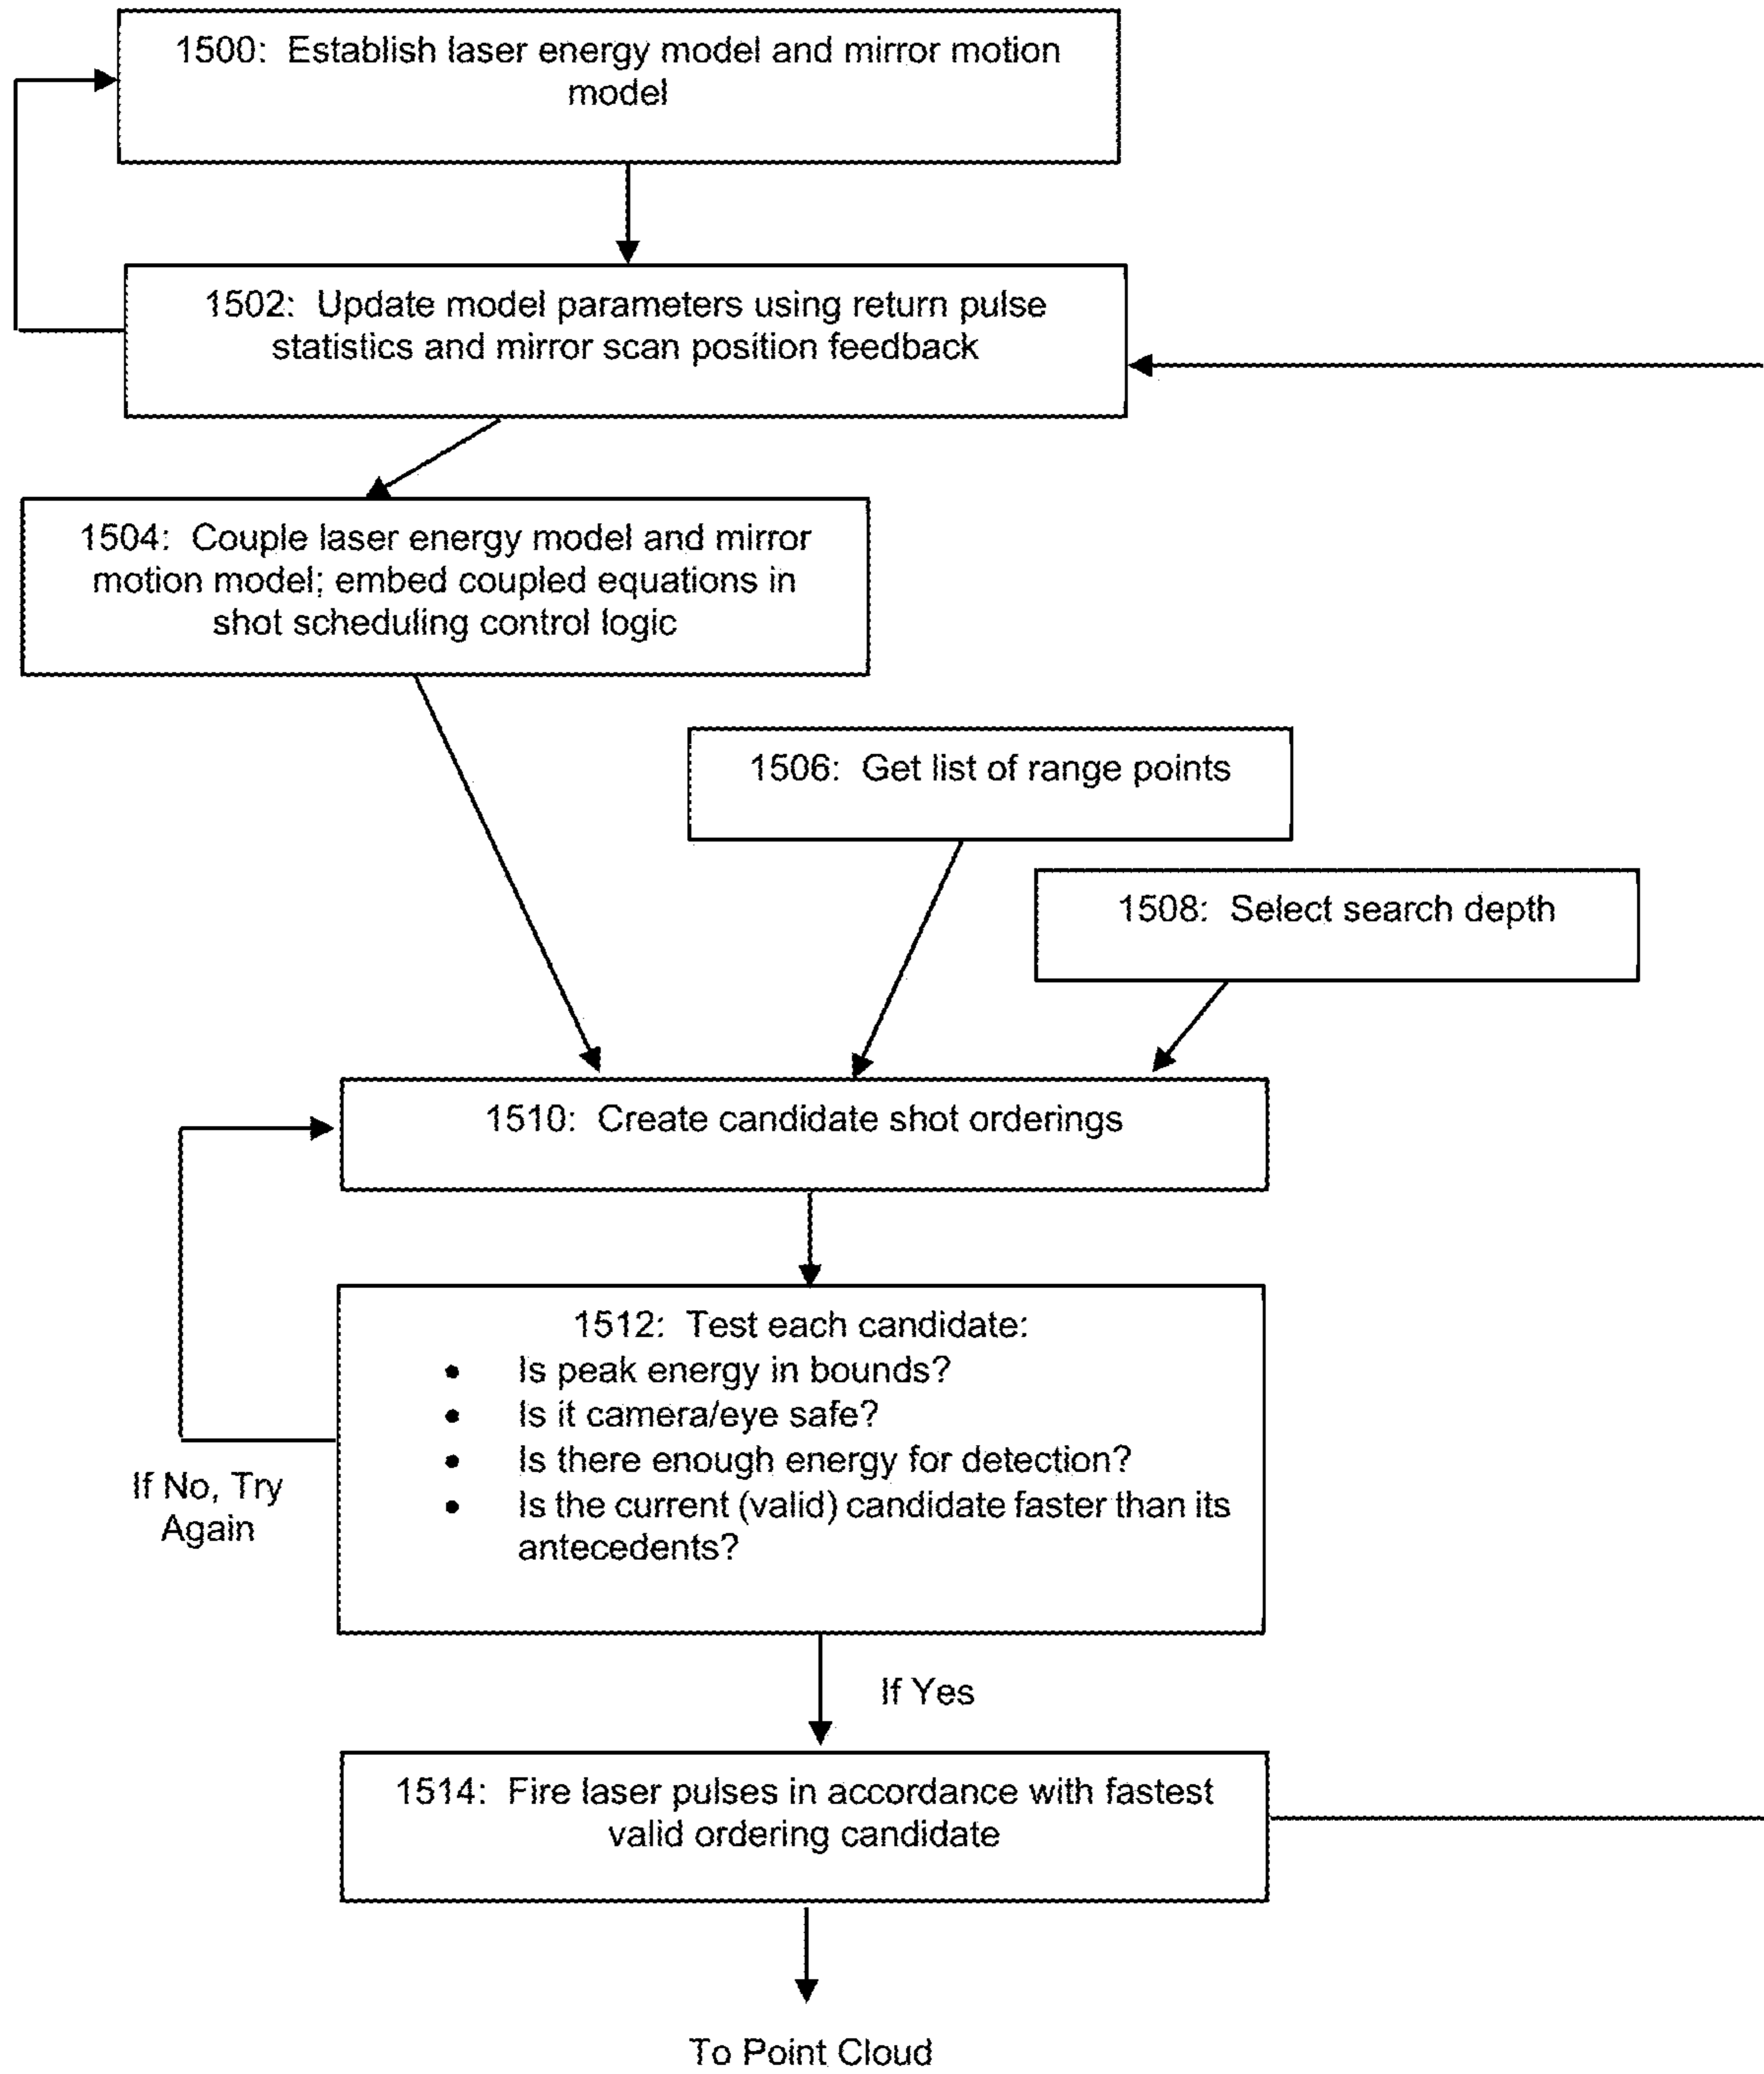 1500: Establish laser energy model and mirror motion
model
1502: Update model parameters using return pulse
statistics and mirror scan position feedback
1504: Couple laser energy model and mirror
motion model; embed coupled equations in
shot scheduling control logic
1506: Get list of range points
1508: Select search depth
1510: Create candidate shot orderings
1512: Test each candidate:
• Is peak energy in bounds?
• Is it camera/eye safe?
• Is there enough energy for detection?
• Is the current (valid) candidate faster than its
antecedents?
If No, Try
Again
If Yes
1514: Fire laser pulses in accordance with fastest
valid ordering candidate
To Point Cloud